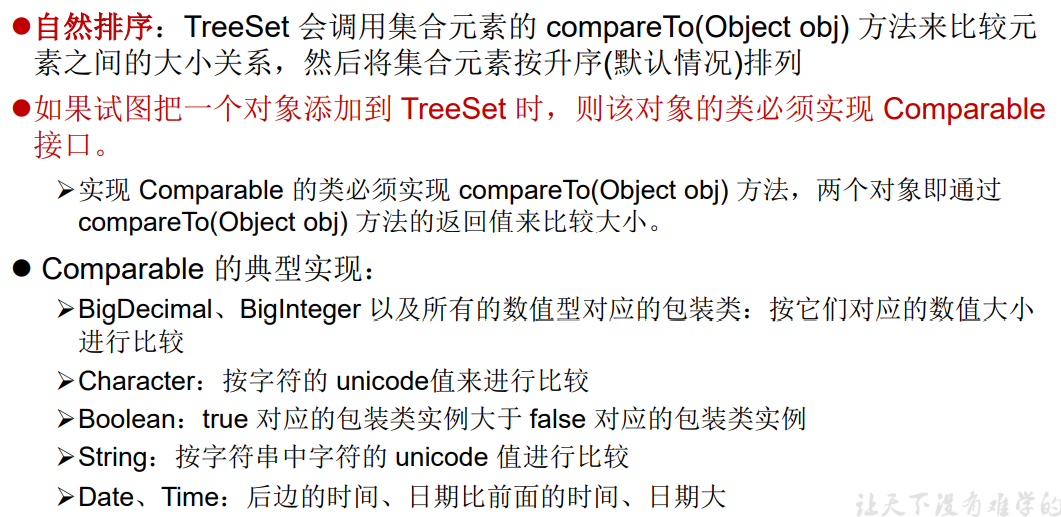 ●自然排序：TreeSet 会调用集合元素的 compareTo(Object obj) 方法来比较元
素之间的大小关系，然后将集合元素按升序(默认情况)排列
●如果试图把一个对象添加到 TreeSet 时，则该对象的类必须实现 Comparable
接口。
➢实现 Comparable 的类必须实现 compareTo(Object obj) 方法，两个对象即通过
compareTo(Object obj) 方法的返回值来比较大小。
● Comparable 的典型实现：
➢BigDecimal、BigInteger 以及所有的数值型对应的包装类：按它们对应的数值大小
进行比较
➢Character：按字符的 unicode值来进行比较
➢Boolean：true 对应的包装类实例大于 false 对应的包装类实例
➢String：按字符串中字符的 unicode 值进行比较
➢Date、Time：后边的时间、日期比前面的时间、日期大
让天下没有难学的